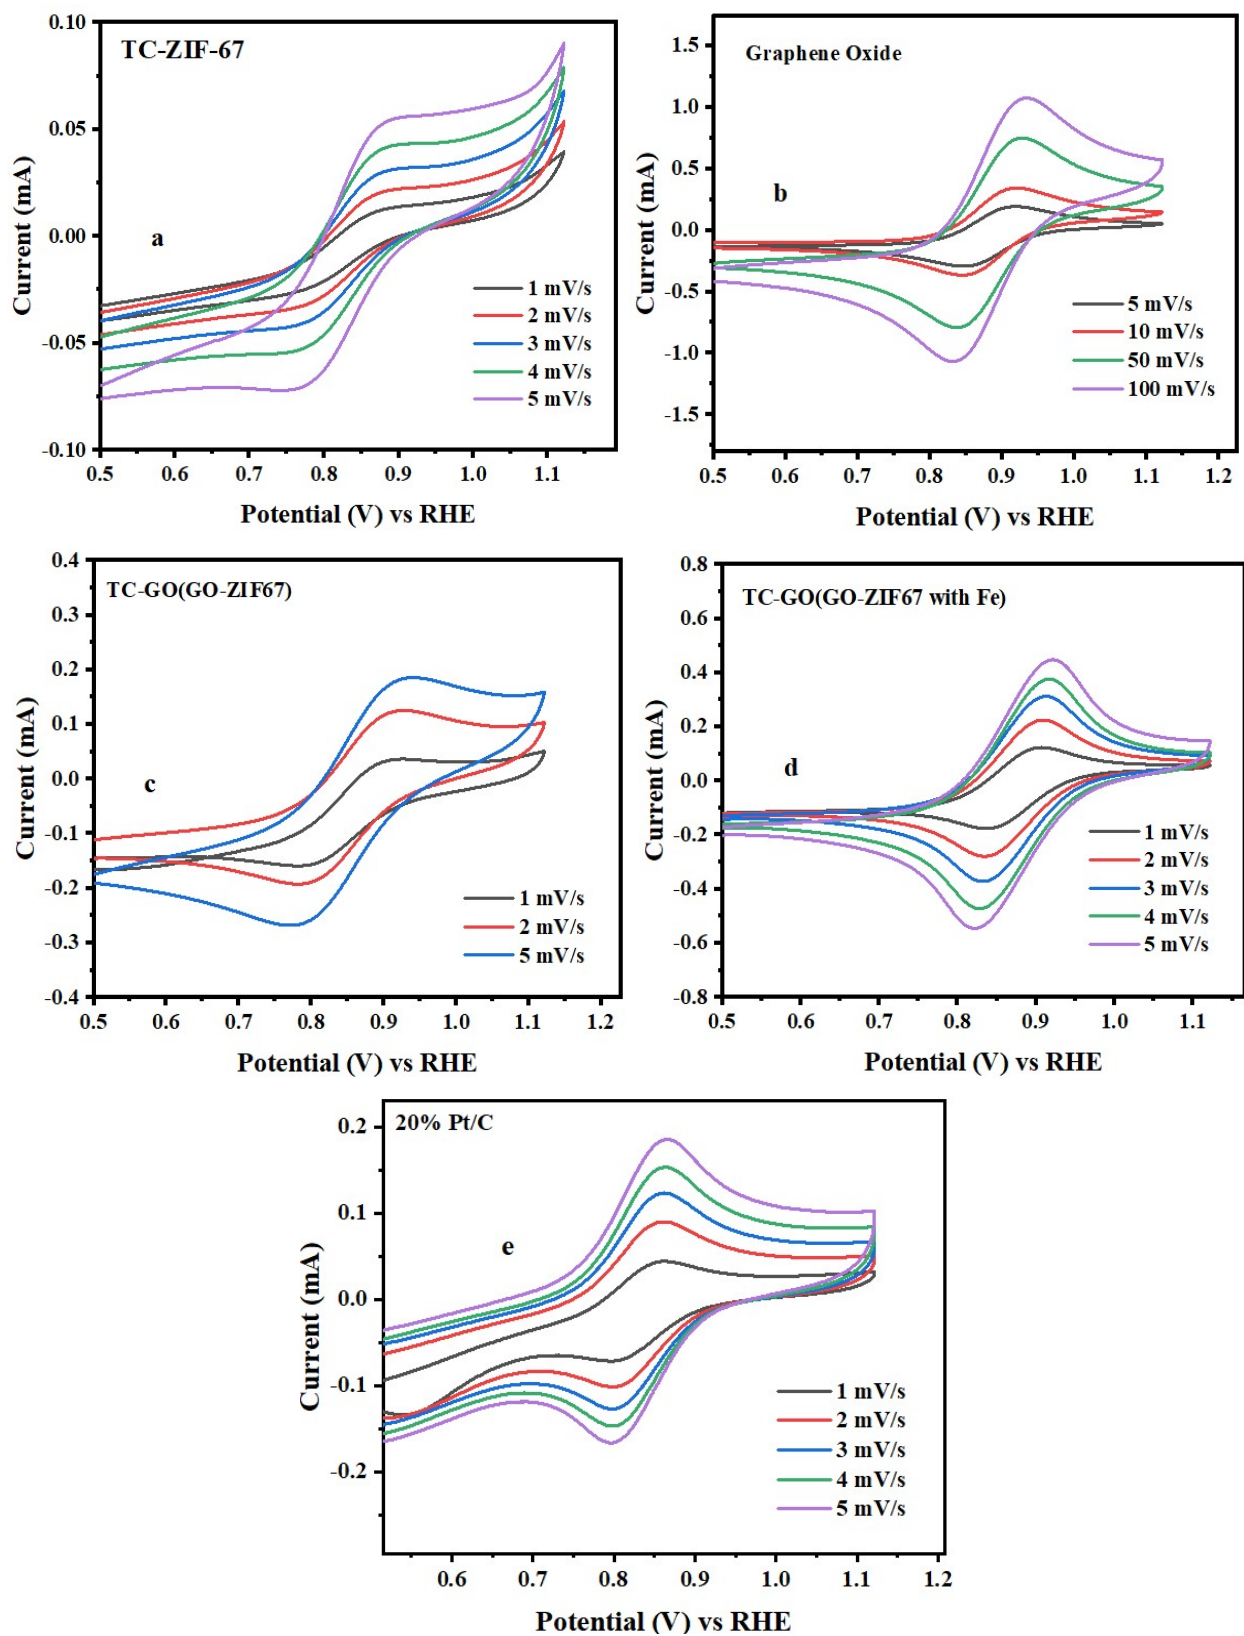 TC-ZIF-67
a
0.10
0.05
0.00
-0.05
-0.10
Current (mA)
1 mV/s
2 mV/s
3 mV/s
4 mV/s
5 mV/s
0.5 0.6 0.7 0.8 0.9 1.0 1.1
Potential (V) vs RHE
Graphene Oxide
b
1.5
1.0
0.5
0.0
-0.5
-1.0
-1.5
Current (mA)
5 mV/s
10 mV/s
50 mV/s
100 mV/s
0.5 0.6 0.7 0.8 0.9 1.0 1.1 1.2
Potential (V) vs RHE
TC-GO(GO-ZIF67)
c
0.4
0.3
0.2
0.1
0.0
-0.1
-0.2
-0.3
-0.4
Current (mA)
1 mV/s
2 mV/s
5 mV/s
0.5 0.6 0.7 0.8 0.9 1.0 1.1 1.2
Potential (V) vs RHE
TC-GO(GO-ZIF67 with Fe)
d
0.8
0.6
0.4
0.2
0.0
-0.2
-0.4
-0.6
-0.8
Current (mA)
1 mV/s
2 mV/s
3 mV/s
4 mV/s
5 mV/s
0.5 0.6 0.7 0.8 0.9 1.0 1.1
Potential (V) vs RHE
20% Pt/C
e
0.2
0.1
0.0
-0.1
-0.2
Current (mA)
1 mV/s
2 mV/s
3 mV/s
4 mV/s
5 mV/s
0.6 0.7 0.8 0.9 1.0 1.1 1.2
Potential (V) vs RHE